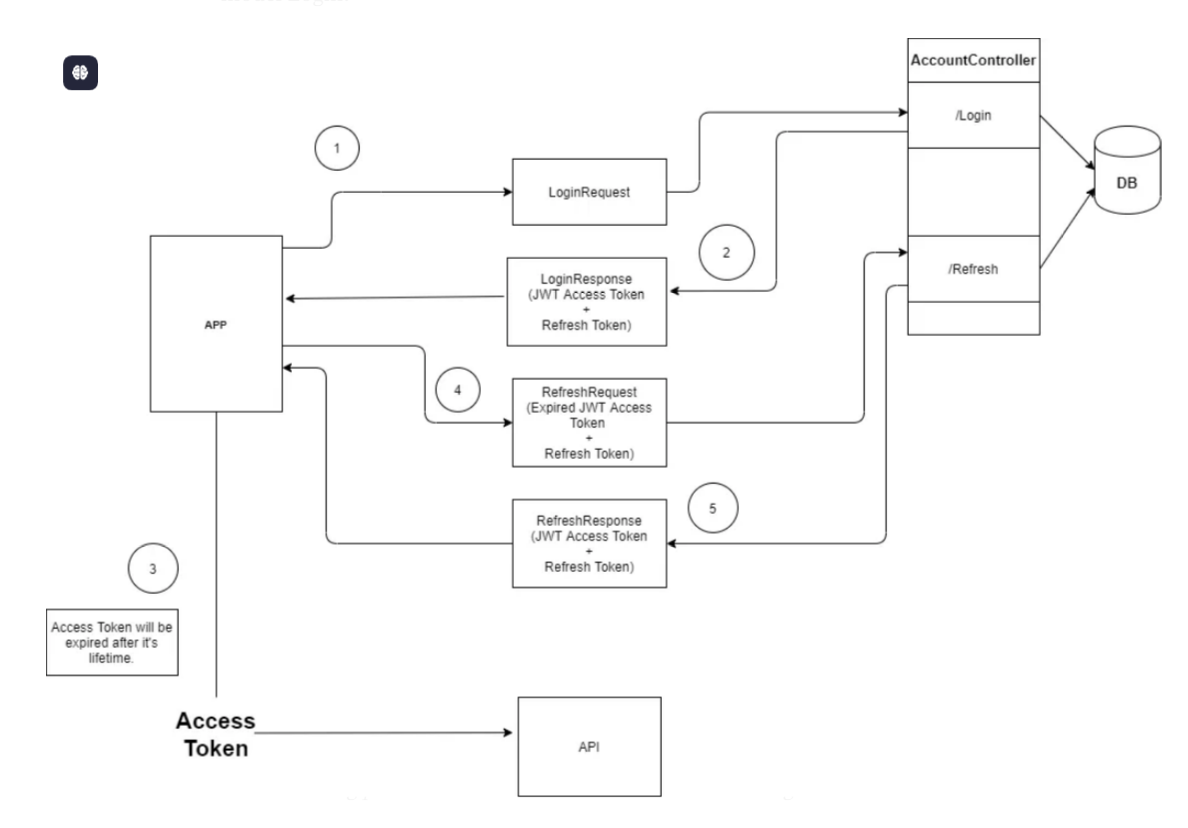 AccountController
/Login
1
DB
LoginRequest
2
/Refresh
LoginResponse
(JWT Access Token
+
Refresh Token)
APP
4
RefreshRequest
(Expired JWT Access
Token
+
Refresh Token)
5
RefreshResponse
(JWT Access Token
+
Refresh Token)
3
Access Token will be
expired after it's
lifetime.
Access
Token
API